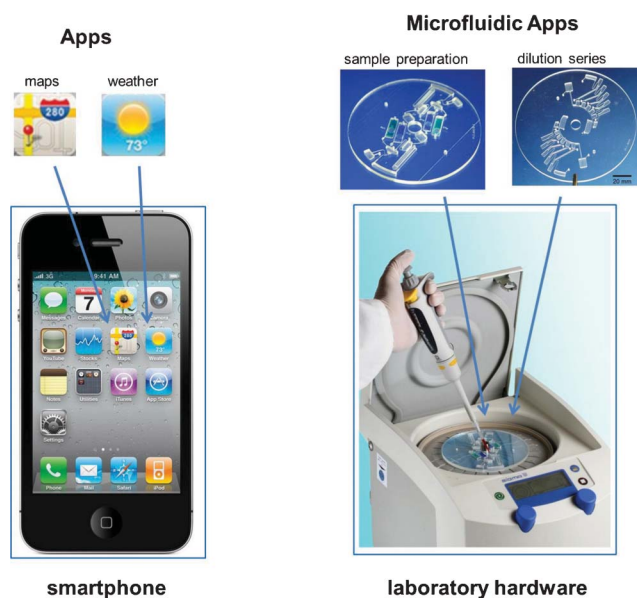 Apps
Microfluidic Apps
maps
weather
sample preparation
dilution series
280
73°
20 mm
3G
9:41 AM
7
Messages
Calendar
Photos
Camera
YouTube
Stocks
Maps
Weather
73°
Notes
Utilities
iTunes
App Store
Settings
Phone
Mail
Safari
iPod
smartphone
laboratory hardware